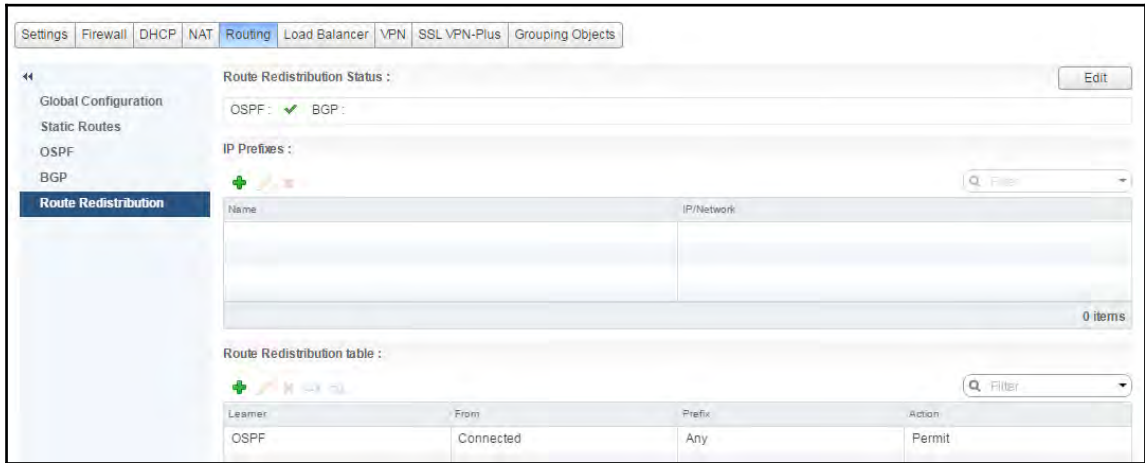 Settings Firewall DHCP NAT Routing Load Balancer VPN SSL VPN-Plus Grouping Objects
Global Configuration
Static Routes
OSPF
BGP
Route Redistribution
Route Redistribution Status :
Edit
OSPF : BGP :
IP Prefixes :
Filter
Name IP/Network
0 items
Route Redistribution table :
Filter
Learner From Prefix Action
OSPF Connected Any Permit